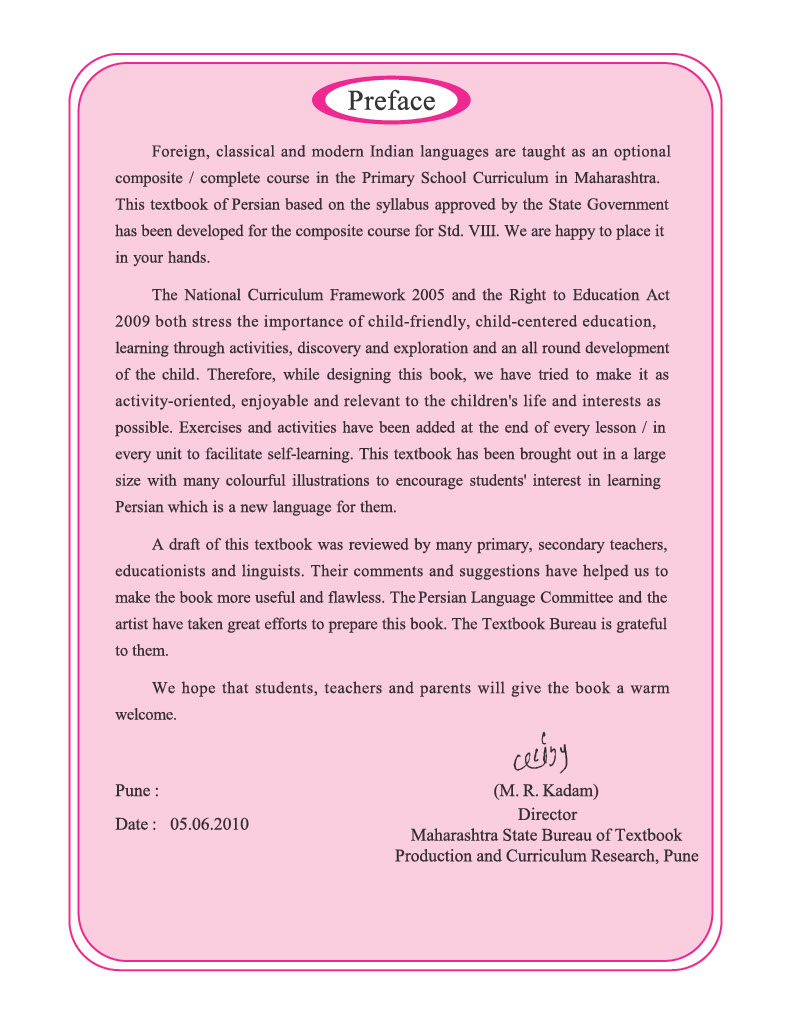 Preface
Foreign, classical and modern Indian languages are taught as an optional
composite / complete course in the Primary School Curriculum in Maharashtra.
This textbook of Persian based on the syllabus approved by the State Government
has been developed for the composite course for Std. VIII. We are happy to place it
in your hands.
The National Curriculum Framework 2005 and the Right to Education Act
2009 both stress the importance of child-friendly, child-centered education,
learning through activities, discovery and exploration and an all round development
of the child. Therefore, while designing this book, we have tried to make it as
activity-oriented, enjoyable and relevant to the children's life and interests as
possible. Exercises and activities have been added at the end of every lesson / in
every unit to facilitate self-learning. This textbook has been brought out in a large
size with many colourful illustrations to encourage students' interest in learning
Persian which is a new language for them.
A draft of this textbook was reviewed by many primary, secondary teachers,
educationists and linguists. Their comments and suggestions have helped us to
make the book more useful and flawless. The Persian Language Committee and the
artist have taken great efforts to prepare this book. The Textbook Bureau is grateful
to them.
We hope that students, teachers and parents will give the book a warm
welcome.
Pune :
Date : 05.06.2010
(M. R. Kadam)
Director
Maharashtra State Bureau of Textbook
Production and Curriculum Research, Pune